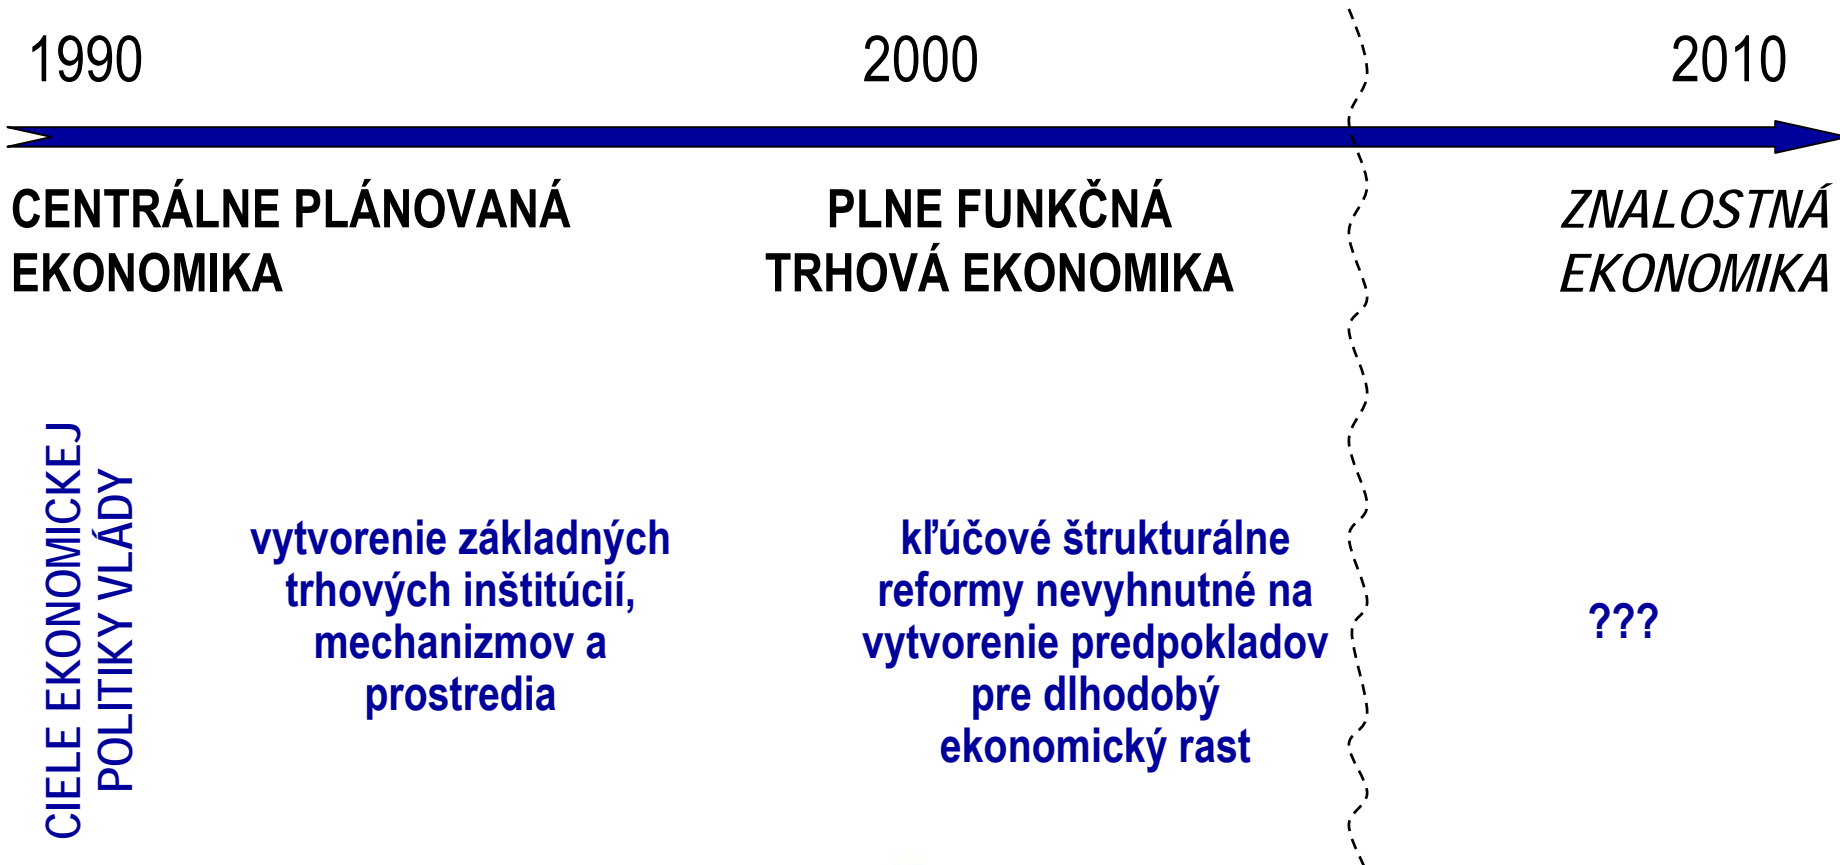 1990
2000
2010
CENTRÁLNE PLÁNOVANÁ
EKONOMIKA
PLNE FUNKČNÁ
TRHOVÁ EKONOMIKA
ZNALOSTNÁ
EKONOMIKA
CIELE EKONOMICKEJ
POLITIKY VLÁDY
vytvorenie základných
trhových inštitúcií,
mechanizmov a
prostredia
kľúčové štrukturálne
reformy nevyhnutné na
vytvorenie predpokladov
pre dlhodobý
ekonomický rast
???